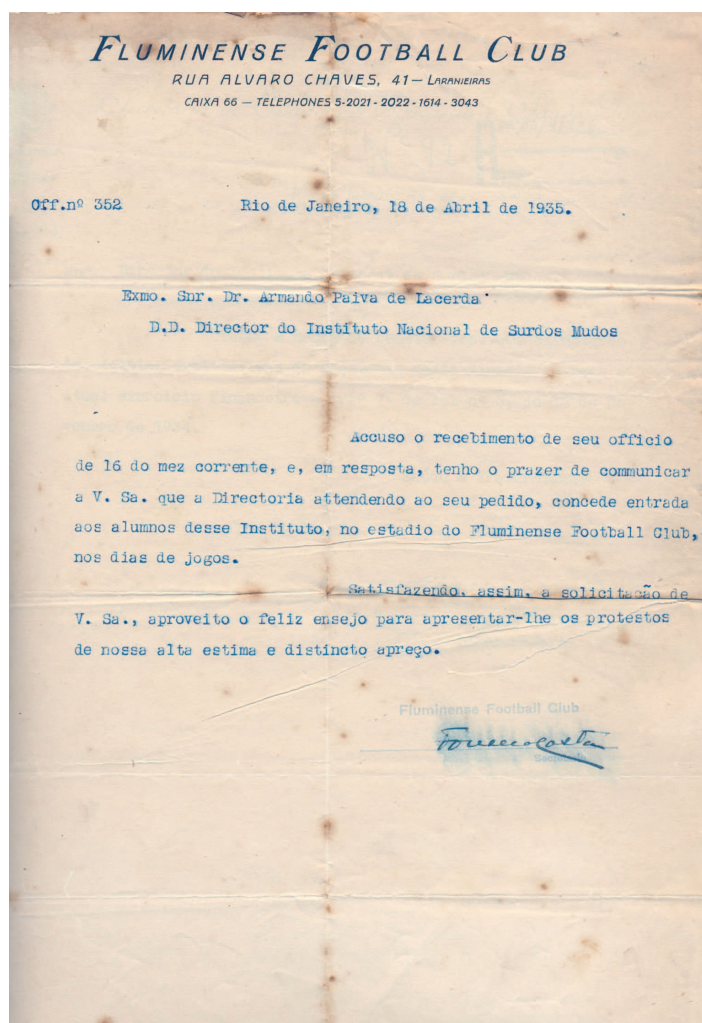 FLUMINENSE FOOTBALL CLUB
RUA ALVARO CHAVES, 41 — LARANJEIRAS
CAIXA 66 — TELEPHONES 5-2021 - 2022 - 1614 - 3043
Off.nº 352 Rio de Janeiro, 18 de Abril de 1935.
Exmo. Snr. Dr. Armando Paiva de Lacerda
D.D. Director do Instituto Nacional de Surdos Mudos
Accuso o recebimento de seu officio
de 16 do mez corrente, e, em resposta, tenho o prazer de communicar
a V. Sa. que a Directoria attendendo ao seu pedido, concede entrada
aos alumnos desse Instituto, no estadio do Fluminense Football Club,
nos dias de jogos.
Satisfazendo, assim, a solicitação de
V. Sa., aproveito o feliz ensejo para apresentar-lhe os protestos
de nossa alta estima e distincto apreço.
Fluminense Football Club